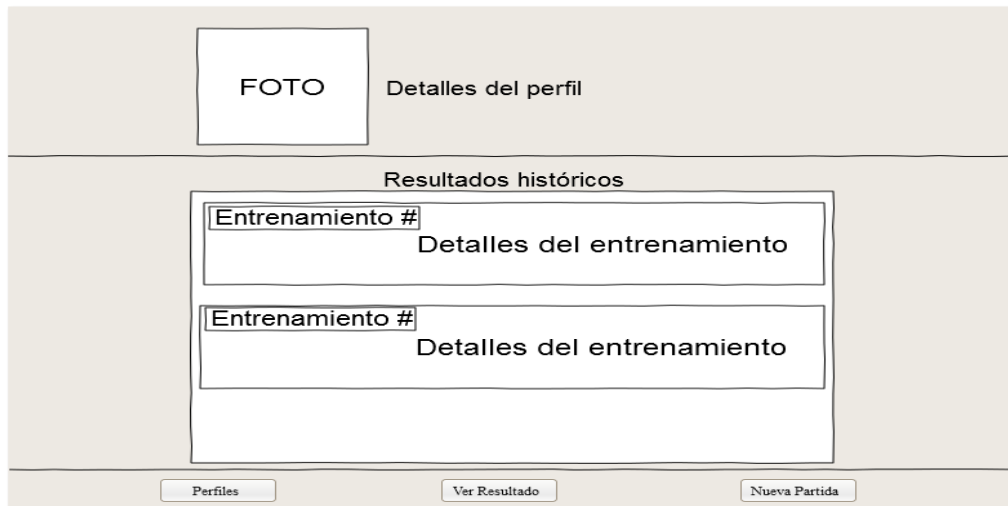 FOTO
Detalles del perfil
Resultados históricos
Entrenamiento #
Detalles del entrenamiento
Entrenamiento #
Detalles del entrenamiento
Perfiles
Ver Resultado
Nueva Partida